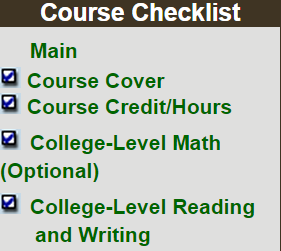 Course Checklist
Main
Course Cover
Course Credit/Hours
College-Level Math
(Optional)
College-Level Reading
and Writing